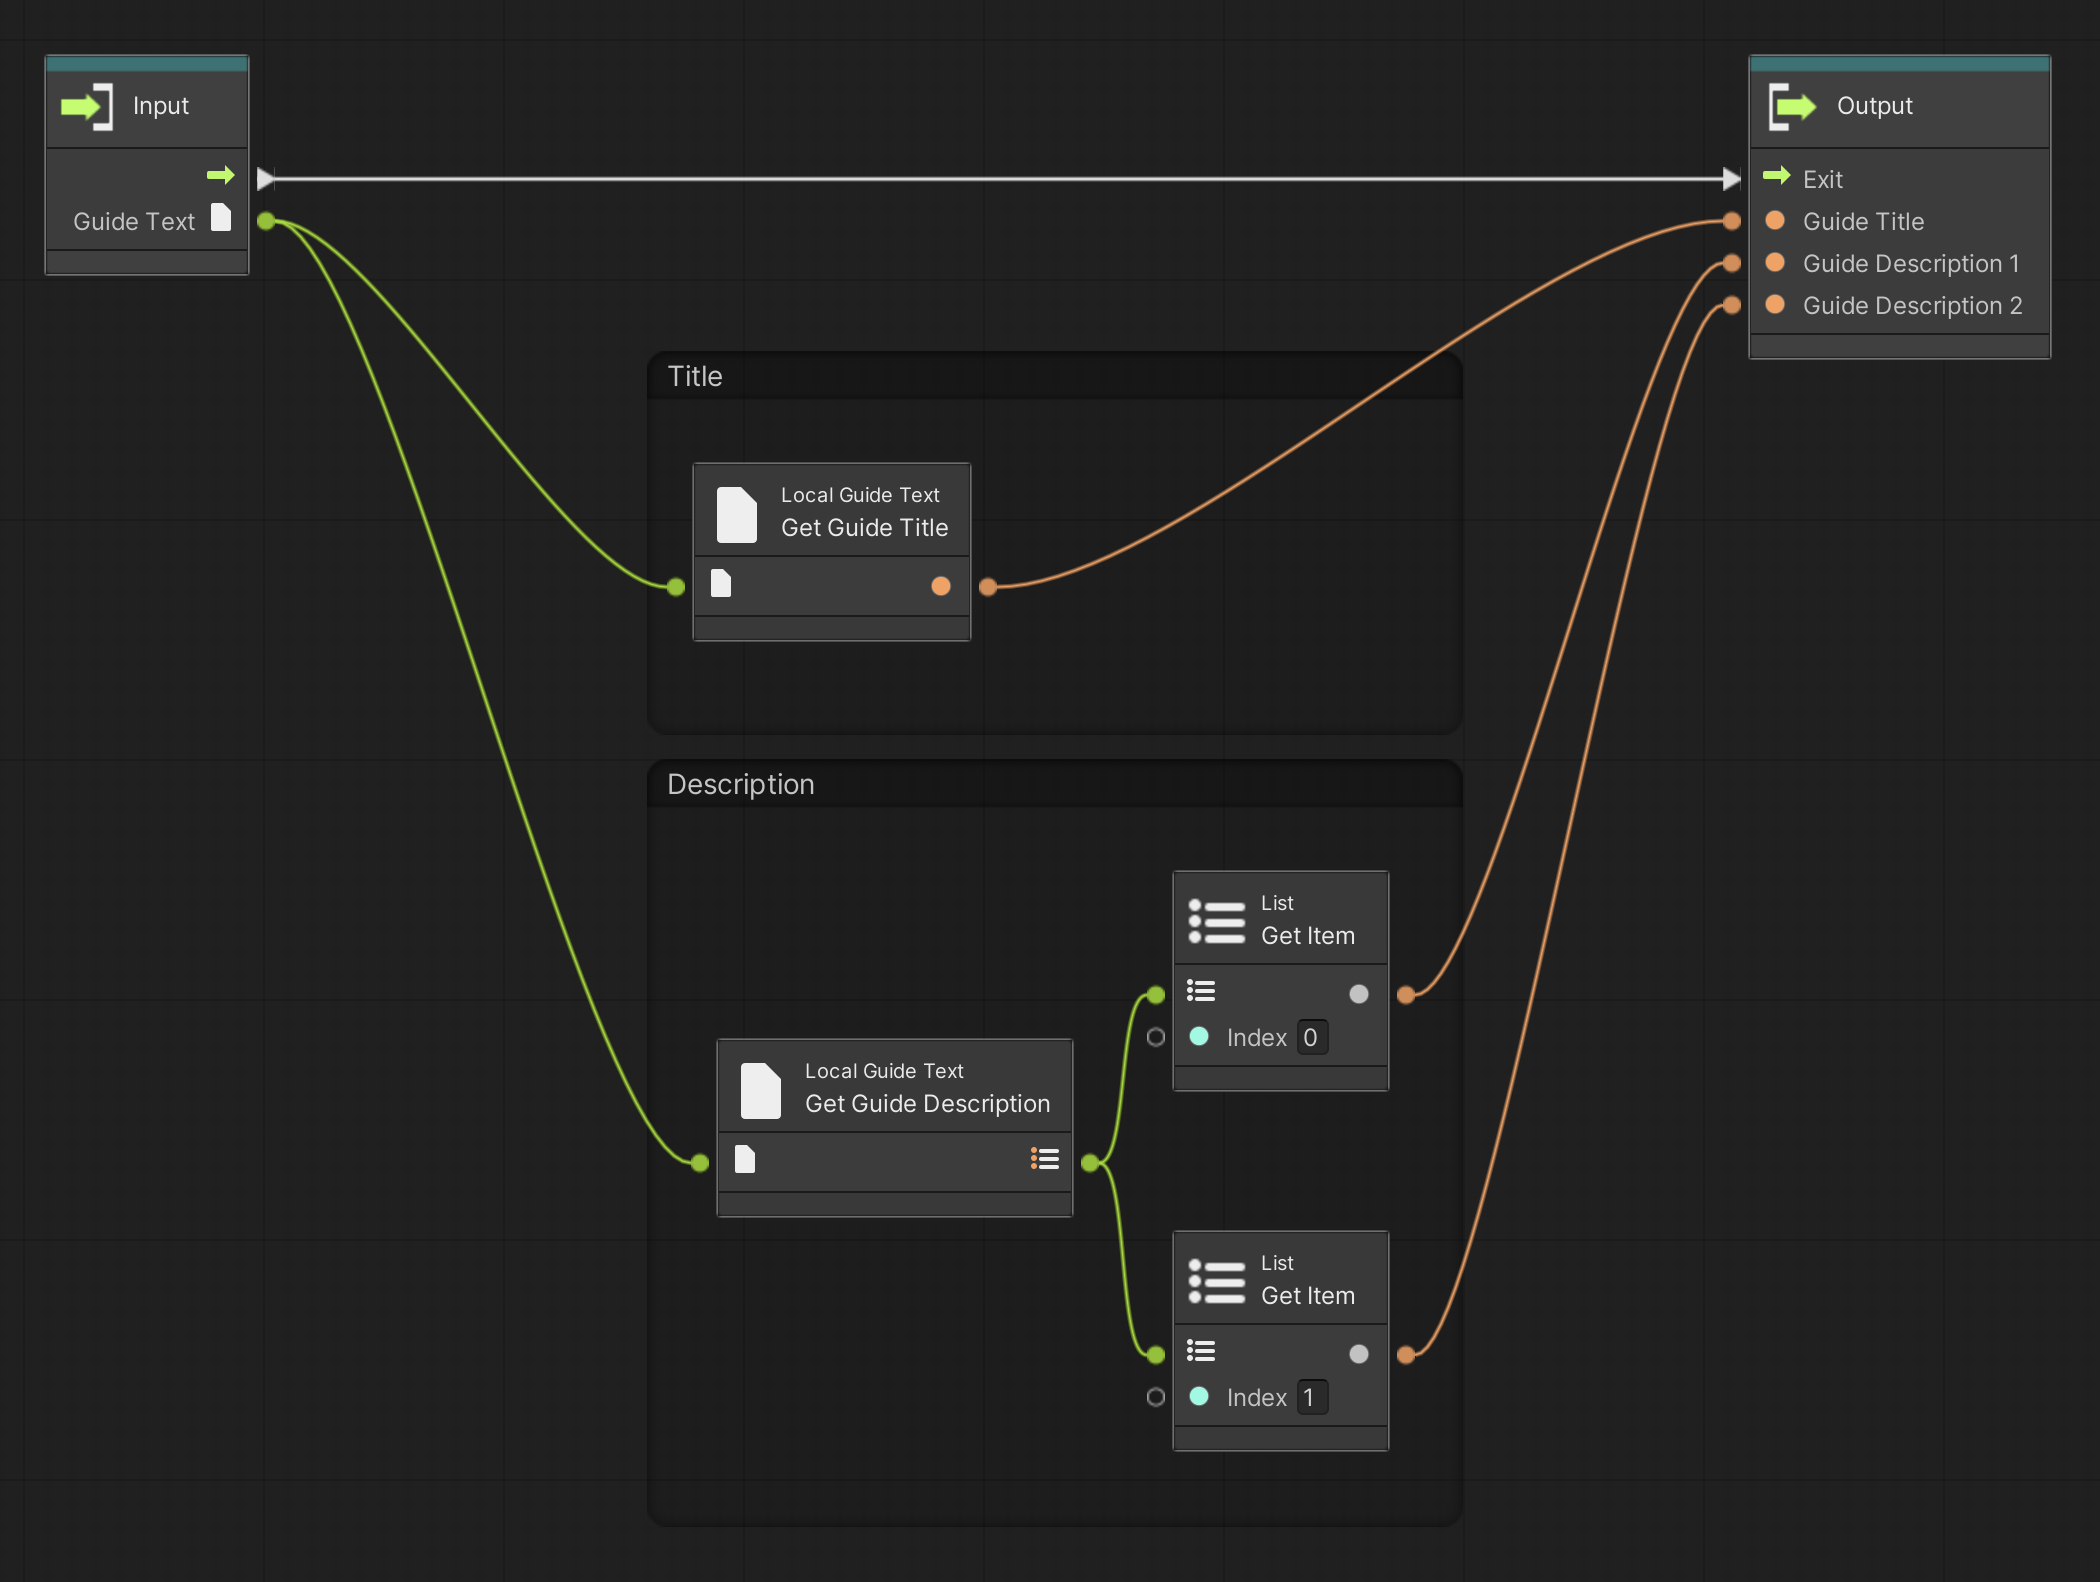 Input
Guide Text
Output
Exit
Guide Title
Guide Description 1
Guide Description 2
Title
Local Guide Text
Get Guide Title
Description
List
Get Item
Index 0
Local Guide Text
Get Guide Description
List
Get Item
Index 1